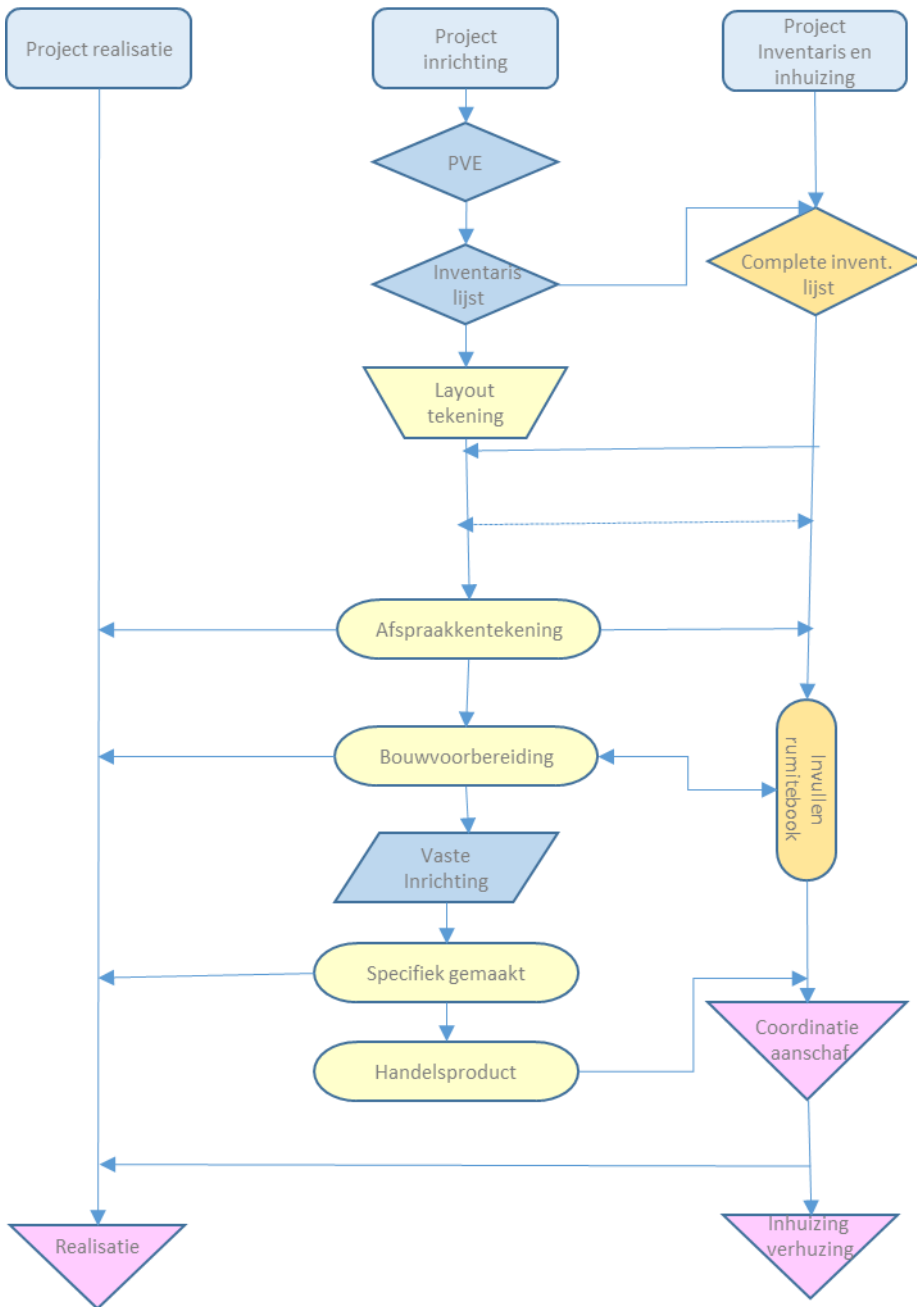 Project realisatie
Project
inrichting
Project
Inventaris en
inhuizing
PVE
Inventaris
lijst
Complete invent.
lijst
Layout
tekening
Afspraakkentekening
Bouwvoorbereiding
Invullen
rumitebook
Vaste
Inrichting
Specifiek gemaakt
Handelsproduct
Coordinatie
aanschaf
Realisatie
Inhuizing
verhuzing